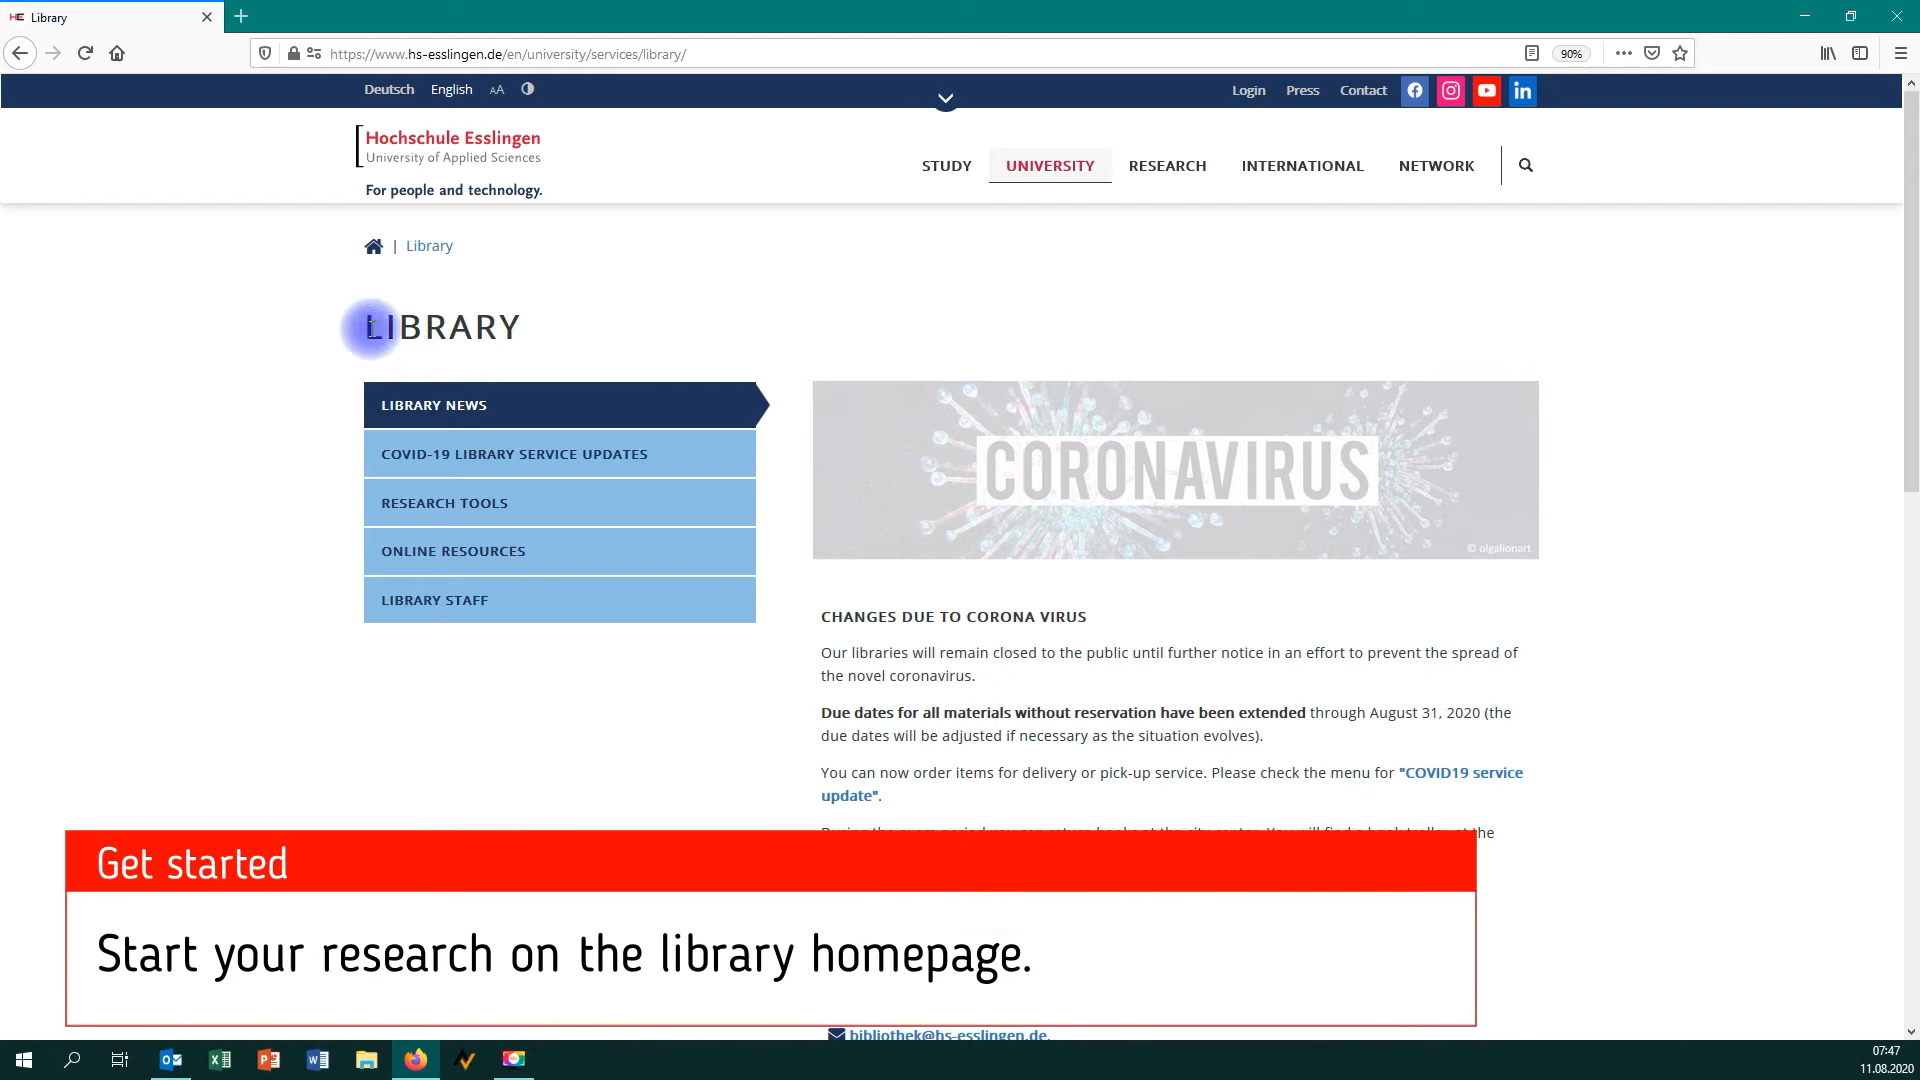 Library
https://www.hs-esslingen.de/en/university/services/library/
90%
Deutsch English AA
Login Press Contact
Hochschule Esslingen
University of Applied Sciences
For people and technology.
STUDY UNIVERSITY RESEARCH INTERNATIONAL NETWORK
| Library
LIBRARY
LIBRARY NEWS
COVID-19 LIBRARY SERVICE UPDATES
RESEARCH TOOLS
ONLINE RESOURCES
LIBRARY STAFF
CORONAVIRUS
© olgalionart
CHANGES DUE TO CORONA VIRUS
Our libraries will remain closed to the public until further notice in an effort to prevent the spread of
the novel coronavirus.
Due dates for all materials without reservation have been extended through August 31, 2020 (the
due dates will be adjusted if necessary as the situation evolves).
You can now order items for delivery or pick-up service. Please check the menu for "COVID19 service
update".
the
Get started
Start your research on the library homepage.
bibliothek@hs-esslingen.de.
07:47
11.08.2020